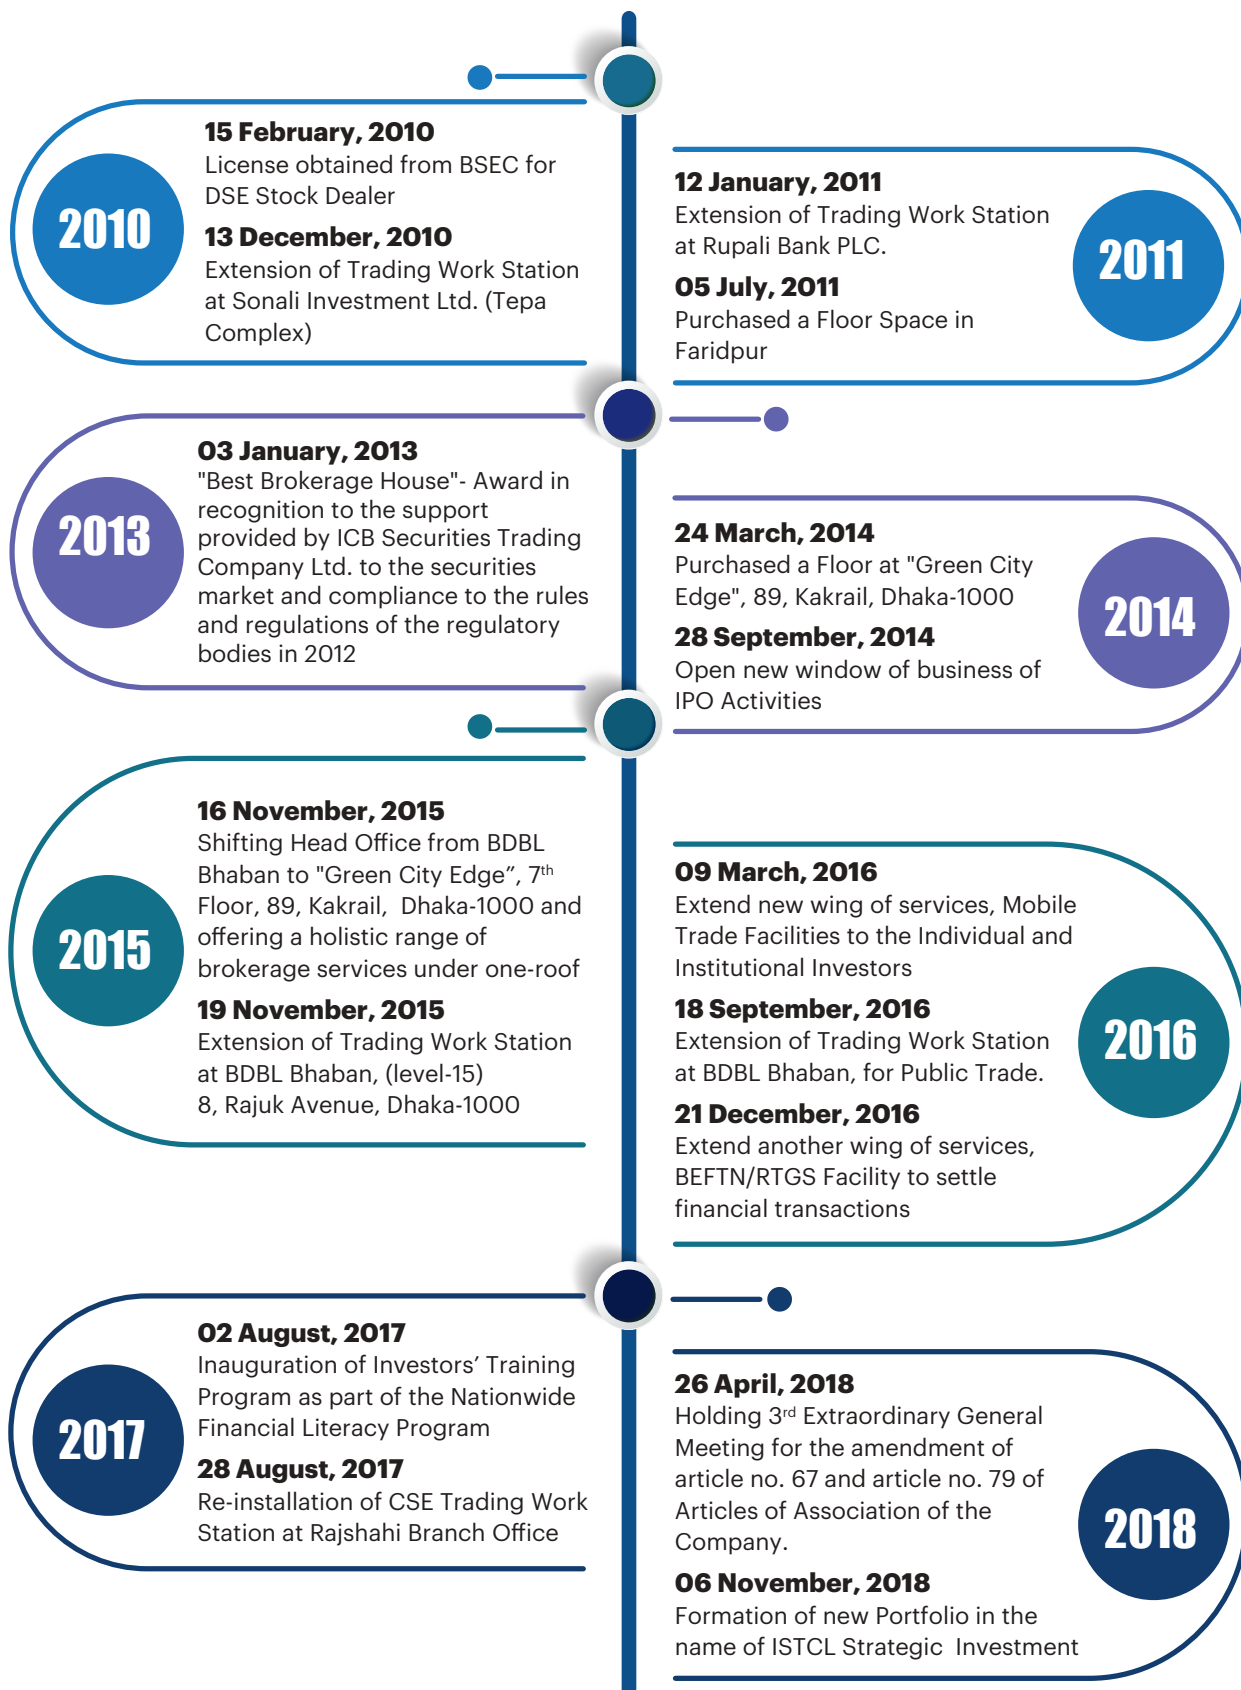 2010
15 February, 2010
License obtained from BSEC for
DSE Stock Dealer
13 December, 2010
Extension of Trading Work Station
at Sonali Investment Ltd. (Tepa
Complex)
12 January, 2011
Extension of Trading Work Station
at Rupali Bank PLC.
05 July, 2011
Purchased a Floor Space in
Faridpur
2011
2013
03 January, 2013
"Best Brokerage House"- Award in
recognition to the support
provided by ICB Securities Trading
Company Ltd. to the securities
market and compliance to the rules
and regulations of the regulatory
bodies in 2012
24 March, 2014
Purchased a Floor at "Green City
Edge", 89, Kakrail, Dhaka-1000
28 September, 2014
Open new window of business of
IPO Activities
2014
2015
16 November, 2015
Shifting Head Office from BDBL
Bhaban to "Green City Edge”, 7th
Floor, 89, Kakrail, Dhaka-1000 and
offering a holistic range of
brokerage services under one-roof
19 November, 2015
Extension of Trading Work Station
at BDBL Bhaban, (level-15)
8, Rajuk Avenue, Dhaka-1000
09 March, 2016
Extend new wing of services, Mobile
Trade Facilities to the Individual and
Institutional Investors
18 September, 2016
Extension of Trading Work Station
at BDBL Bhaban, for Public Trade.
21 December, 2016
Extend another wing of services,
BEFTN/RTGS Facility to settle
financial transactions
2016
2017
02 August, 2017
Inauguration of Investors’ Training
Program as part of the Nationwide
Financial Literacy Program
28 August, 2017
Re-installation of CSE Trading Work
Station at Rajshahi Branch Office
26 April, 2018
Holding 3rd Extraordinary General
Meeting for the amendment of
article no. 67 and article no. 79 of
Articles of Association of the
Company.
06 November, 2018
Formation of new Portfolio in the
name of ISTCL Strategic Investment
2018